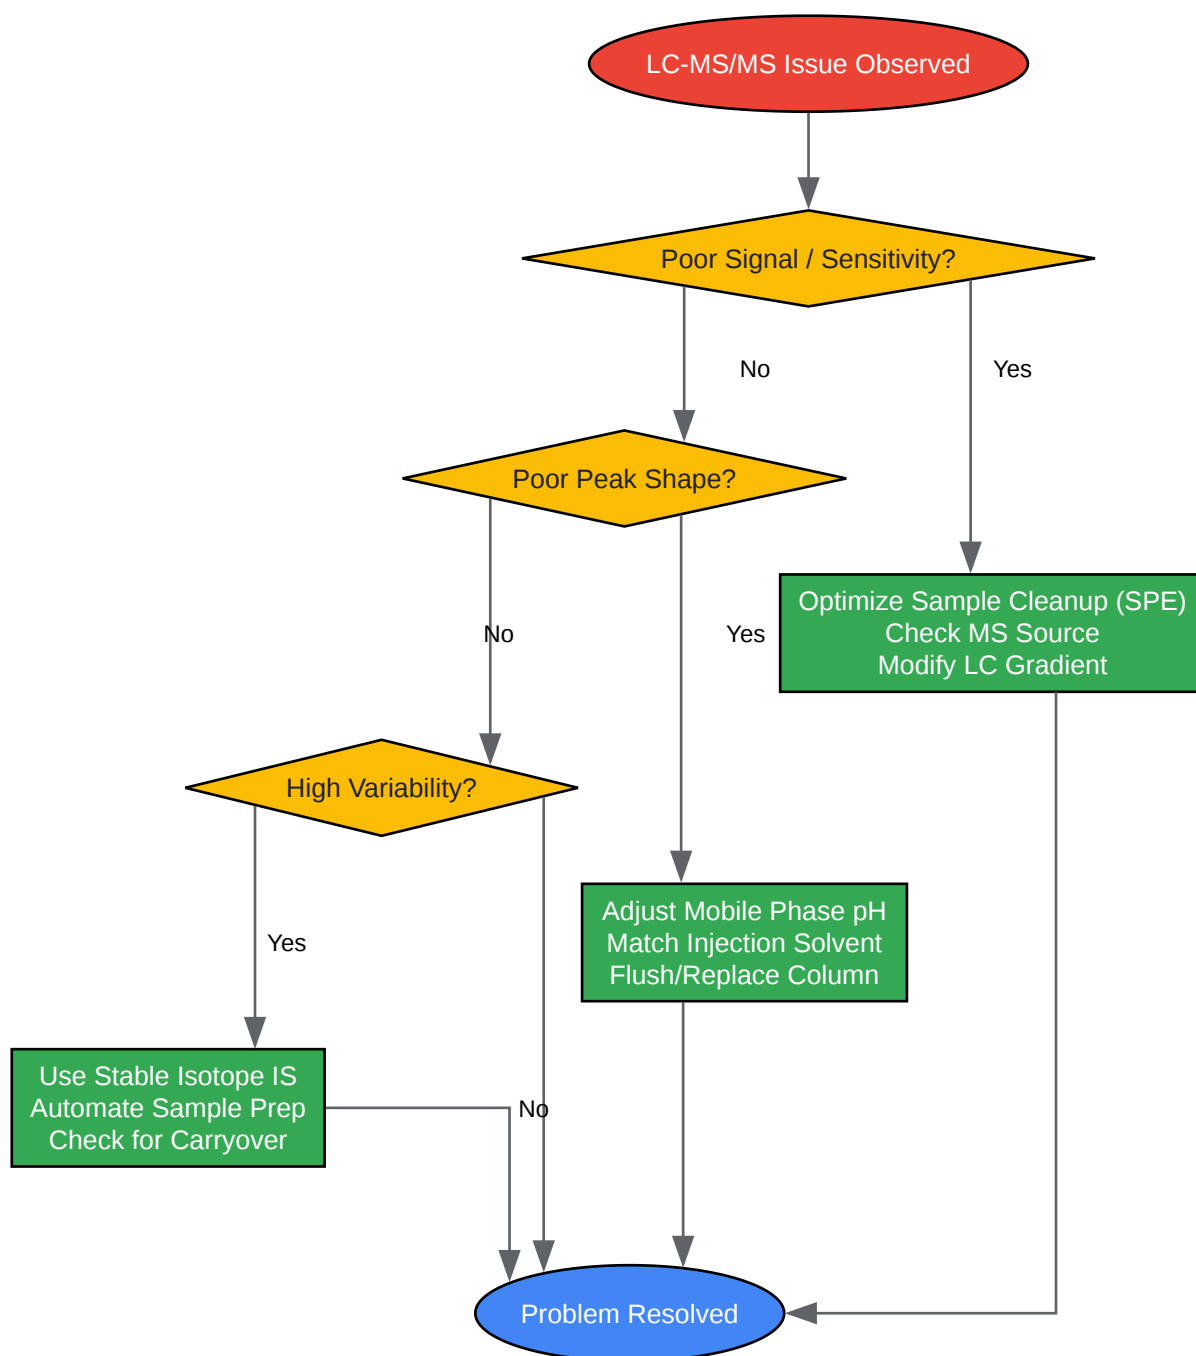 LC-MS/MS Issue Observed
Poor Signal / Sensitivity?
No
Yes
Poor Peak Shape?
Optimize Sample Cleanup (SPE)
Check MS Source
Modify LC Gradient
No
Yes
High Variability?
Adjust Mobile Phase pH
Match Injection Solvent
Flush/Replace Column
Yes
Use Stable Isotope IS
Automate Sample Prep
Check for Carryover
No
Problem Resolved